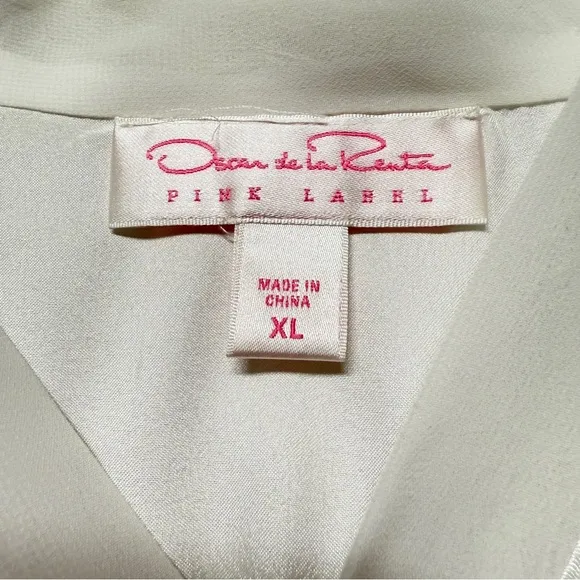 Oscar de la Renta
PINK LABEL
MADE IN
CHINA
XL